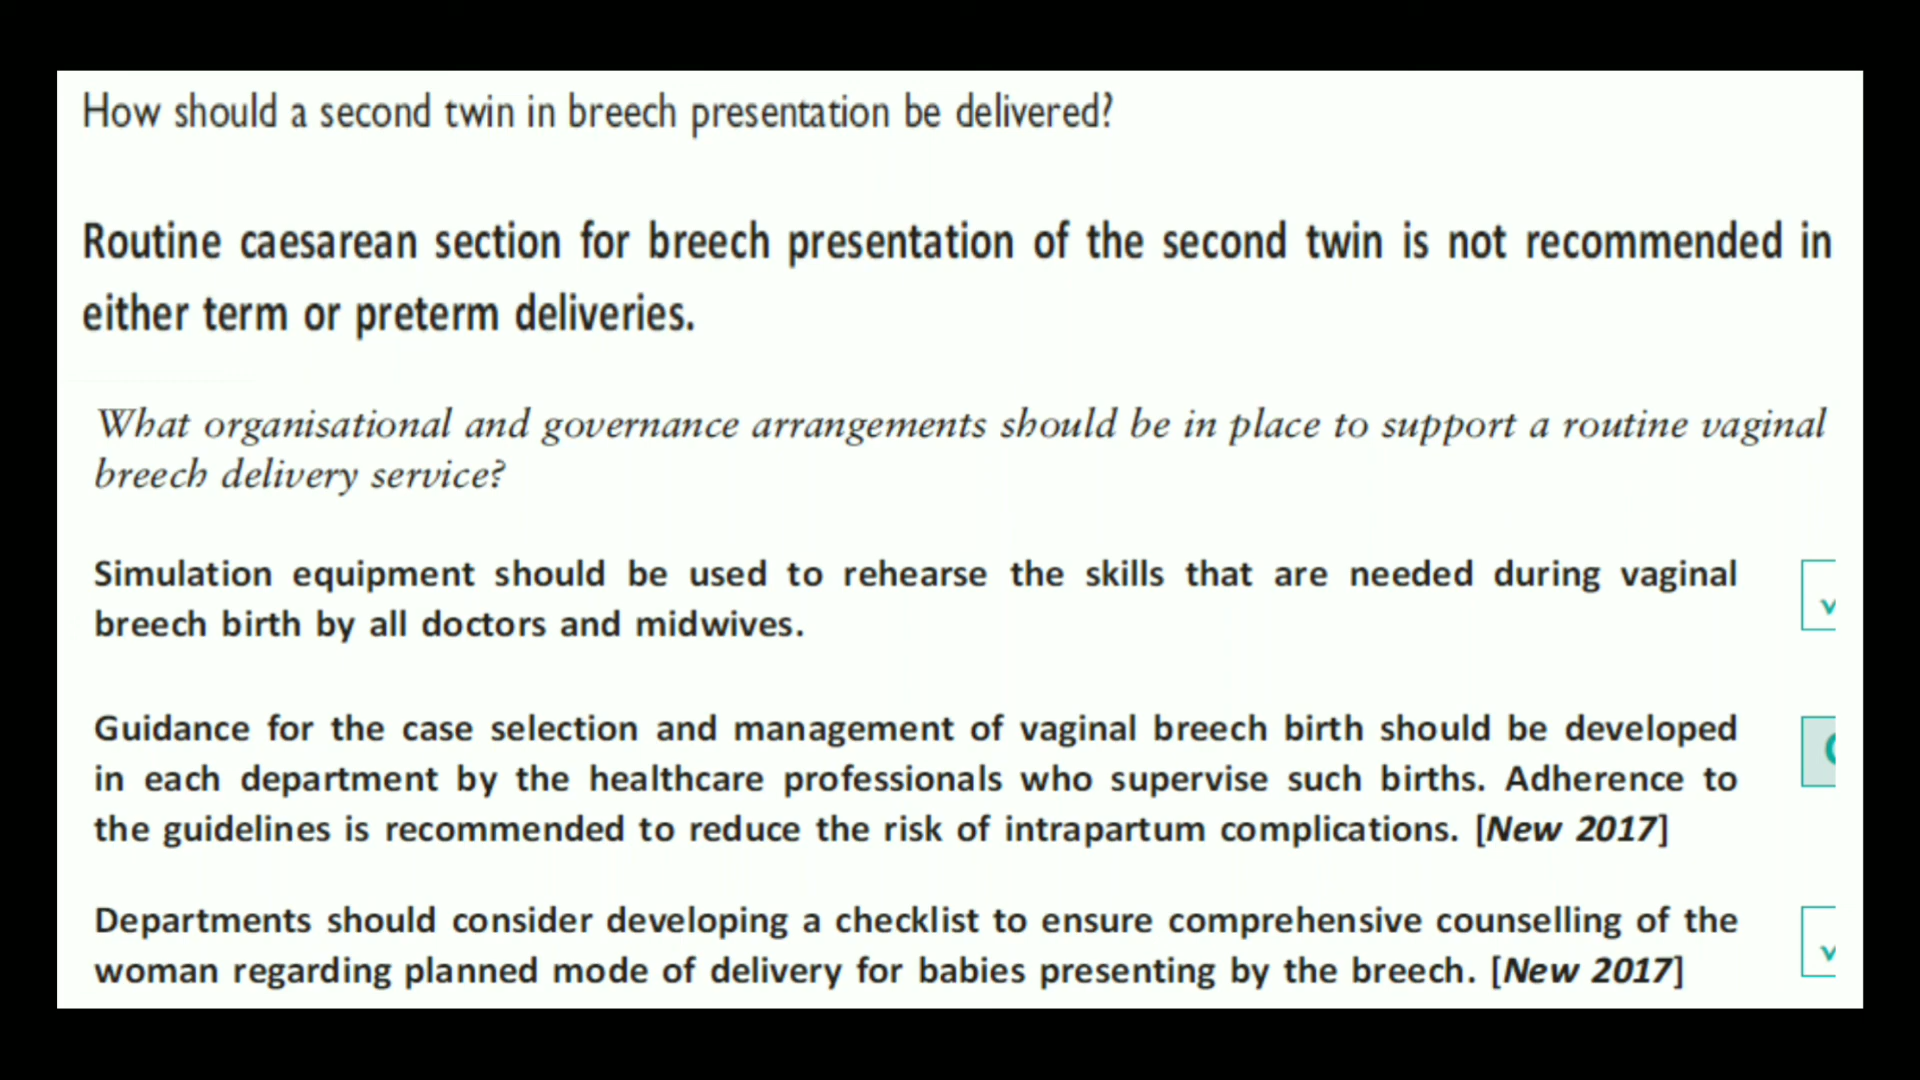 How should a second twin in breech presentation be delivered?
Routine caesarean section for breech presentation of the second twin is not recommended in
either term or preterm deliveries.
What organisational and governance arrangements should be in place to support a routine vaginal
breech delivery service?
Simulation equipment should be used to rehearse the skills that are needed during vaginal
breech birth by all doctors and midwives.
Guidance for the case selection and management of vaginal breech birth should be developed
in each department by the healthcare professionals who supervise such births. Adherence to
the guidelines is recommended to reduce the risk of intrapartum complications. [New 2017]
Departments should consider developing a checklist to ensure comprehensive counselling of the
woman regarding planned mode of delivery for babies presenting by the breech. [New 2017]